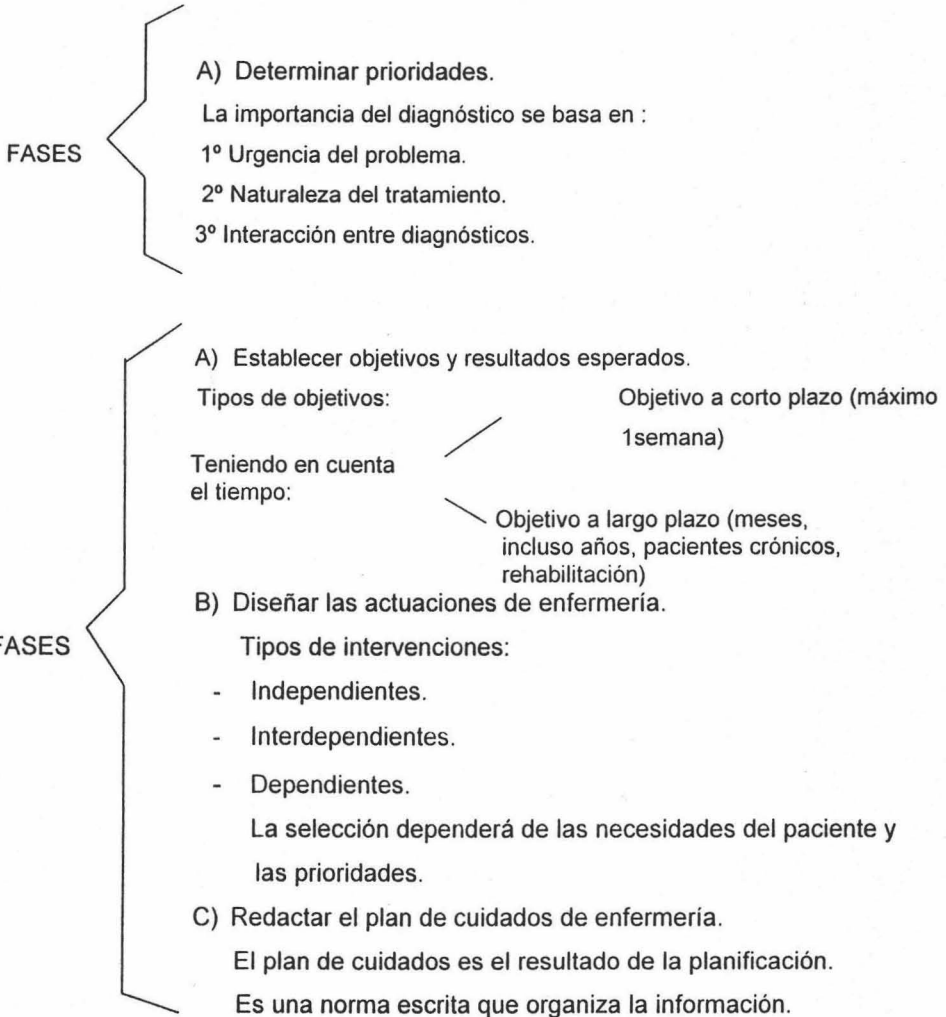 A) Determinar prioridades.
La importancia del diagnóstico se basa en :
FASES
1º Urgencia del problema.
2º Naturaleza del tratamiento.
3º Interacción entre diagnósticos.
A) Establecer objetivos y resultados esperados.
Tipos de objetivos:
Objetivo a corto plazo (máximo
1semana)
Teniendo en cuenta
el tiempo:
Objetivo a largo plazo (meses,
incluso años, pacientes crónicos,
rehabilitación)
B) Diseñar las actuaciones de enfermería.
FASES
Tipos de intervenciones:
- Independientes.
- Interdependientes.
- Dependientes.
La selección dependerá de las necesidades del paciente y
las prioridades.
C) Redactar el plan de cuidados de enfermería.
El plan de cuidados es el resultado de la planificación.
Es una norma escrita que organiza la información.